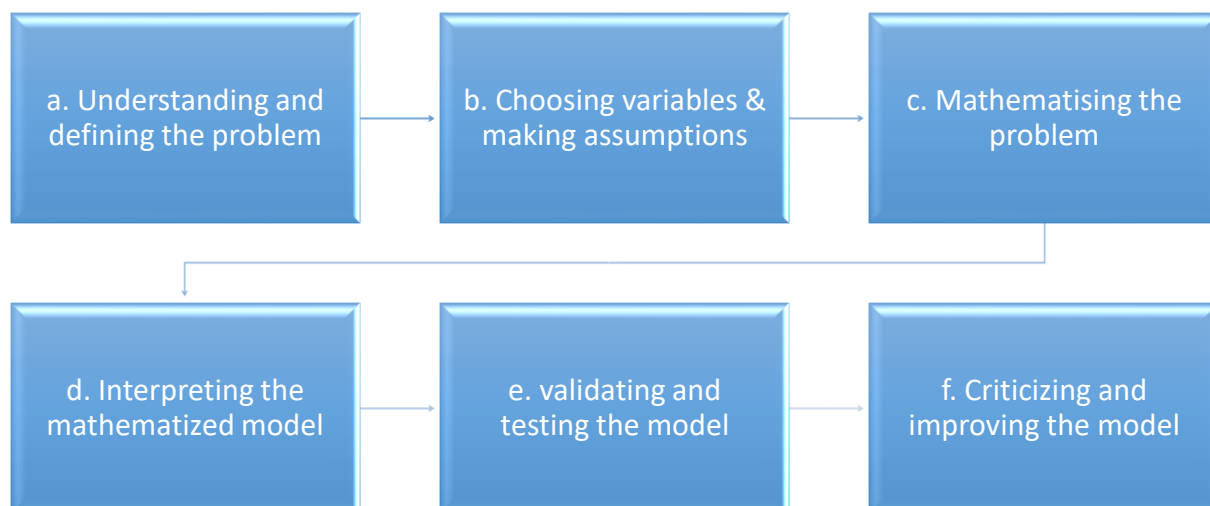 a. Understanding and
defining the problem
b. Choosing variables &
making assumptions
c. Mathematising the
problem
d. Interpreting the
mathematized model
e. validating and
testing the model
f. Criticizing and
improving the model